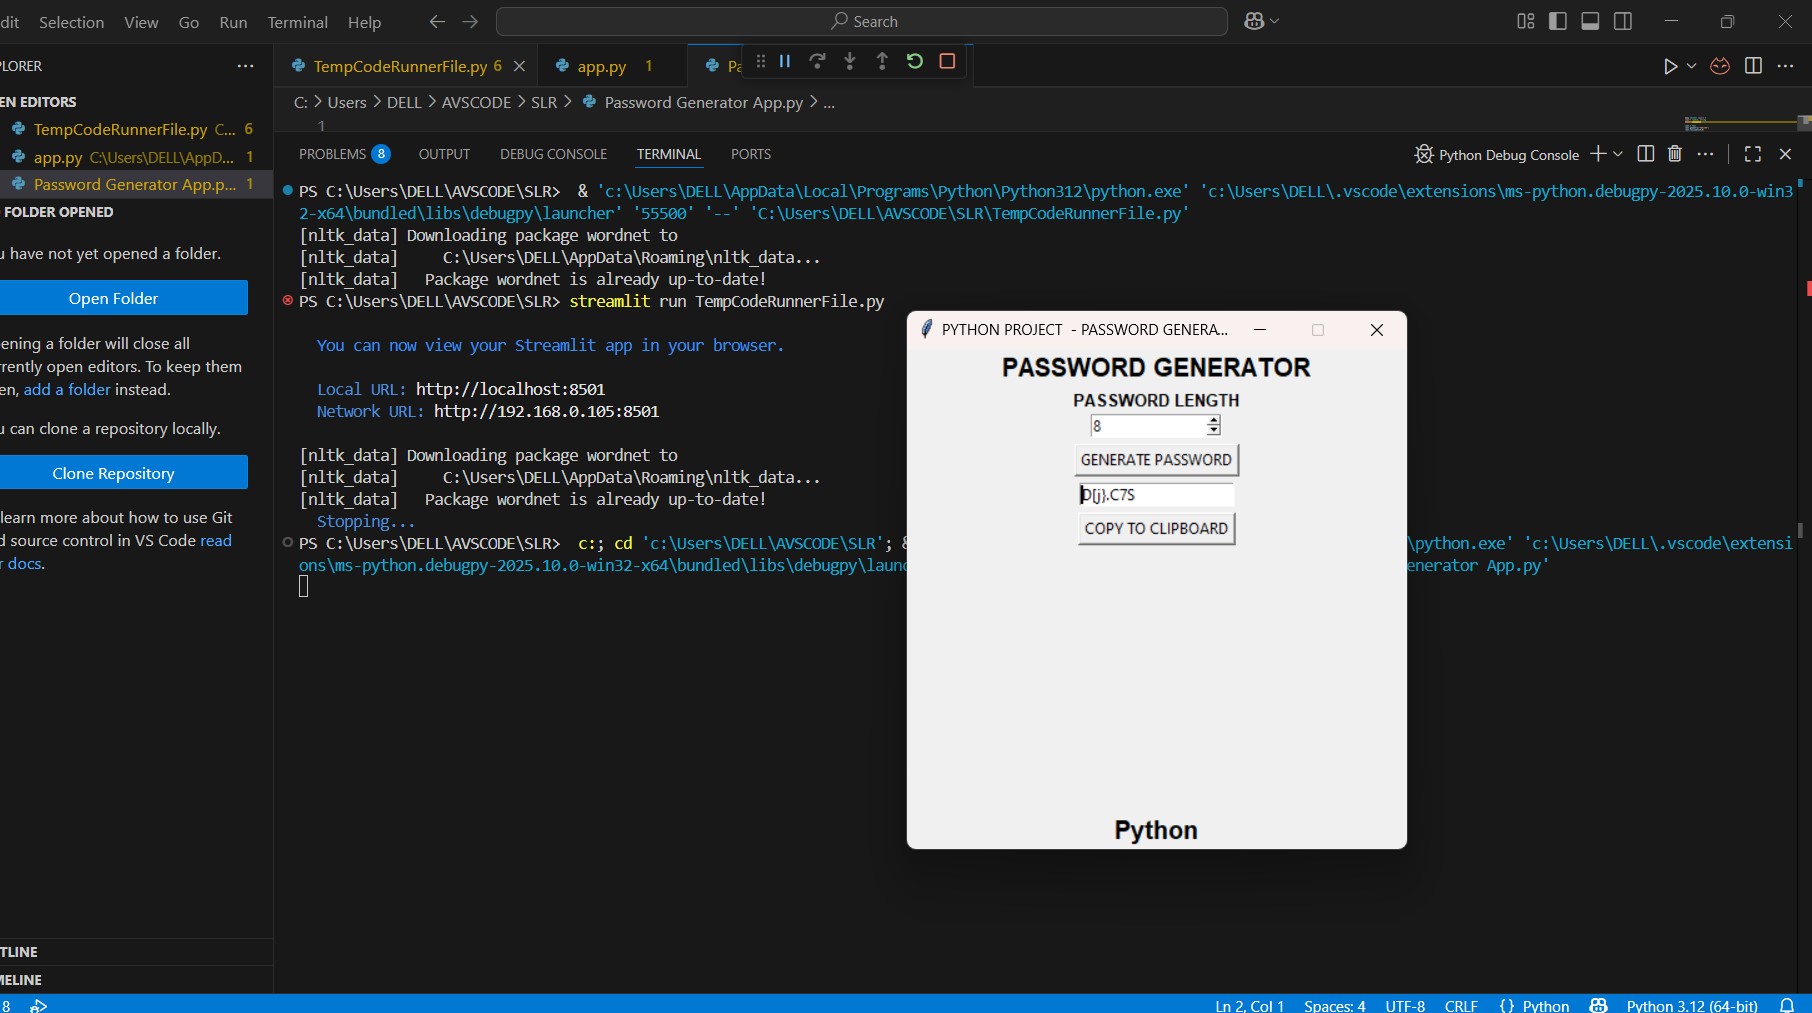 dit Selection View Go Run Terminal Help Search
PLORER
EN EDITORS
TempCodeRunnerFile.py C... 6
app.py C:\Users\DELL\AppD... 1
Password Generator App.p... 1
FOLDER OPENED
u have not yet opened a folder.
Open Folder
ening a folder will close all
rrently open editors. To keep them
en, add a folder instead.
u can clone a repository locally.
Clone Repository
learn more about how to use Git
d source control in VS Code read
r docs.
TLINE
MELINE
TempCodeRunnerFile.py 6
app.py 1
Pa
C: > Users > DELL > AVSCODE > SLR > Password Generator App.py > ...
1
PROBLEMS 8 OUTPUT DEBUG CONSOLE TERMINAL PORTS Python Debug Console
PS C:\Users\DELL\AVSCODE\SLR> & 'c:\Users\DELL\AppData\Local\Programs\Python\Python312\python.exe' 'c:\Users\DELL\.vscode\extensions\ms-python.debugpy-2025.10.0-win3
2-x64\bundled\libs\debugpy\launcher' '55500' '--' 'C:\Users\DELL\AVSCODE\SLR\TempCodeRunnerFile.py'
[nltk_data] Downloading package wordnet to
[nltk_data]     C:\Users\DELL\AppData\Roaming\nltk_data...
[nltk_data]   Package wordnet is already up-to-date!
PS C:\Users\DELL\AVSCODE\SLR> streamlit run TempCodeRunnerFile.py
You can now view your Streamlit app in your browser.
Local URL: http://localhost:8501
Network URL: http://192.168.0.105:8501
[nltk_data] Downloading package wordnet to
[nltk_data]     C:\Users\DELL\AppData\Roaming\nltk_data...
[nltk_data]   Package wordnet is already up-to-date!
Stopping...
PS C:\Users\DELL\AVSCODE\SLR> c:; cd 'c:\Users\DELL\AVSCODE\SLR'; & \python.exe' 'c:\Users\DELL\.vscode\extensi
ons\ms-python.debugpy-2025.10.0-win32-x64\bundled\libs\debugpy\launc enerator App.py'
PYTHON PROJECT - PASSWORD GENERA...
PASSWORD GENERATOR
PASSWORD LENGTH
8
GENERATE PASSWORD
COPY TO CLIPBOARD
Python
8 Ln 2, Col 1 Spaces: 4 UTF-8 CRLF {} Python Python 3.12 (64-bit)